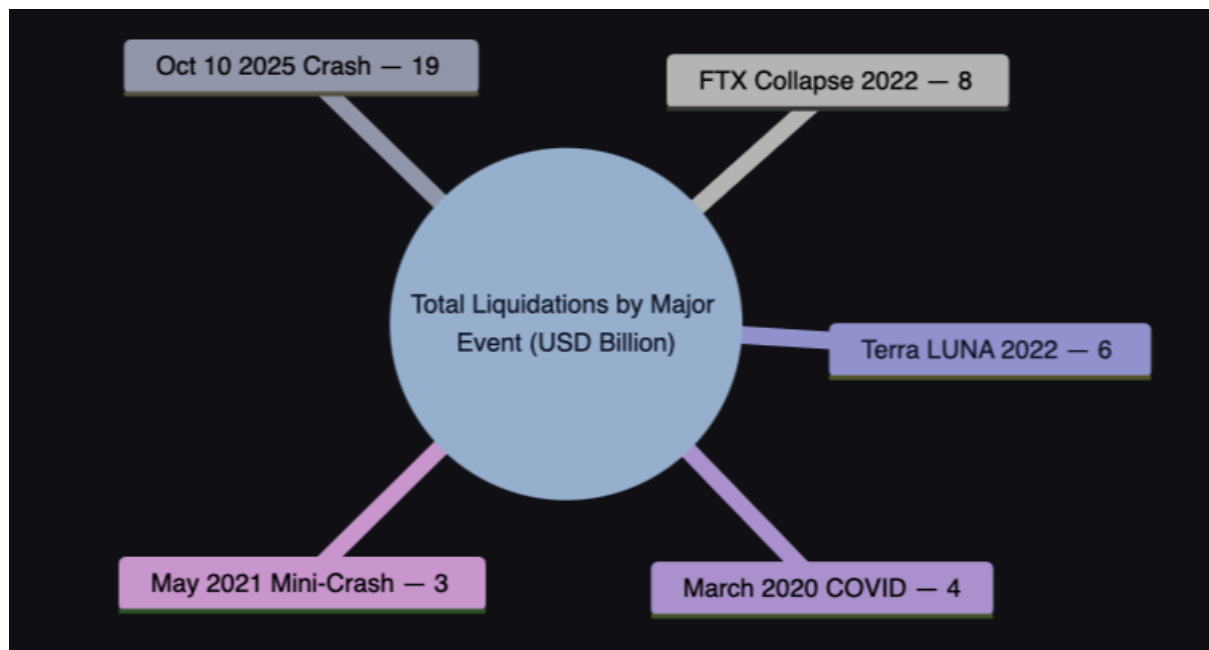 Oct 10 2025 Crash — 19
FTX Collapse 2022 — 8
Total Liquidations by Major
Event (USD Billion)
Terra LUNA 2022 — 6
May 2021 Mini-Crash — 3
March 2020 COVID — 4